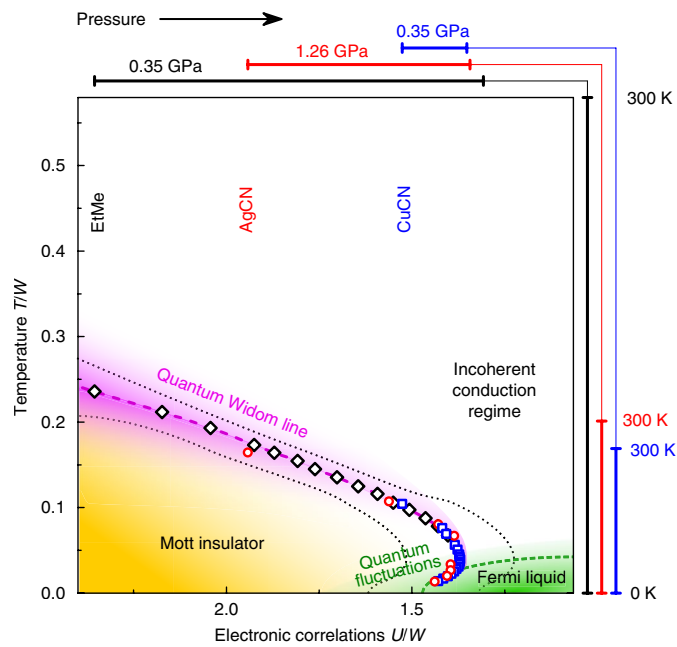 Pressure
0.35 GPa
1.26 GPa
0.35 GPa
300 K
0.5
0.4
0.3
0.2
0.1
0.0
Temperature T/W
EtMe
AgCN
CuCN
Quantum Widom line
Incoherent
conduction
regime
300 K
300 K
Mott insulator
Quantum
fluctuations
Fermi liquid
0 K
2.0
1.5
Electronic correlations U/W